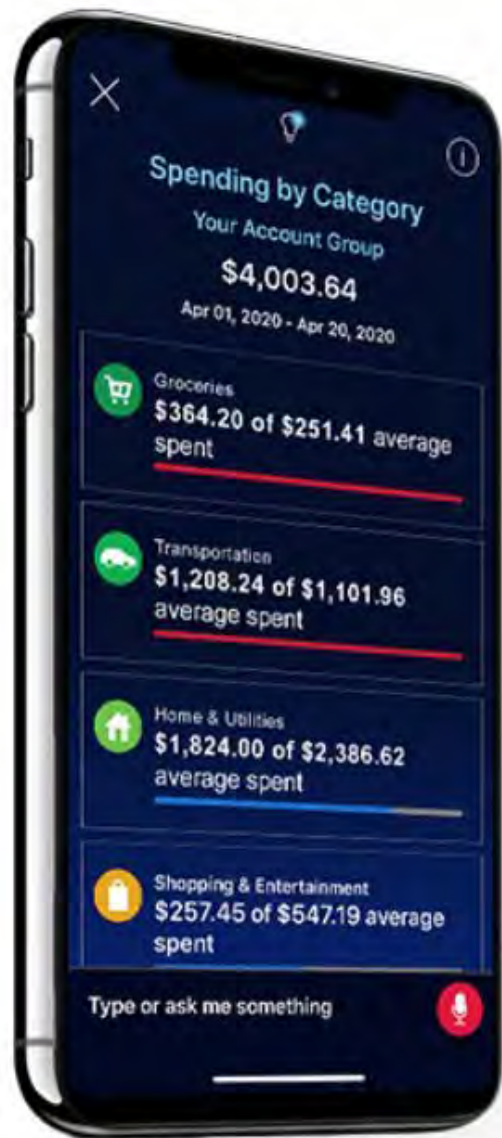 Spending by Category
Your Account Group
$4,003.64
Apr 01, 2020 - Apr 20, 2020
Groceries
$364.20 of $251.41 average
spent
Transportation
$1,208.24 of $1,101.96
average spent
Home & Utilities
$1,824.00 of $2,386.62
average spent
Shopping & Entertainment
$257.45 of $547.19 average
spent
Type or ask me something